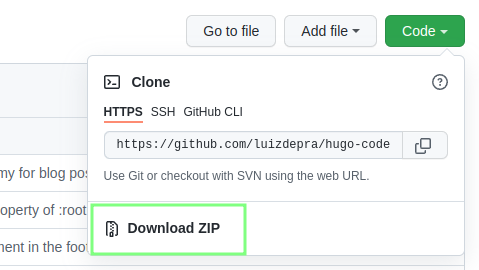 Go to file
Add file
Code
Clone
HTTPS SSH GitHub CLI
https://github.com/luizdepra/hugo-code
Use Git or checkout with SVN using the web URL.
my for blog pos
Download ZIP
operty of :root
ment in the foot